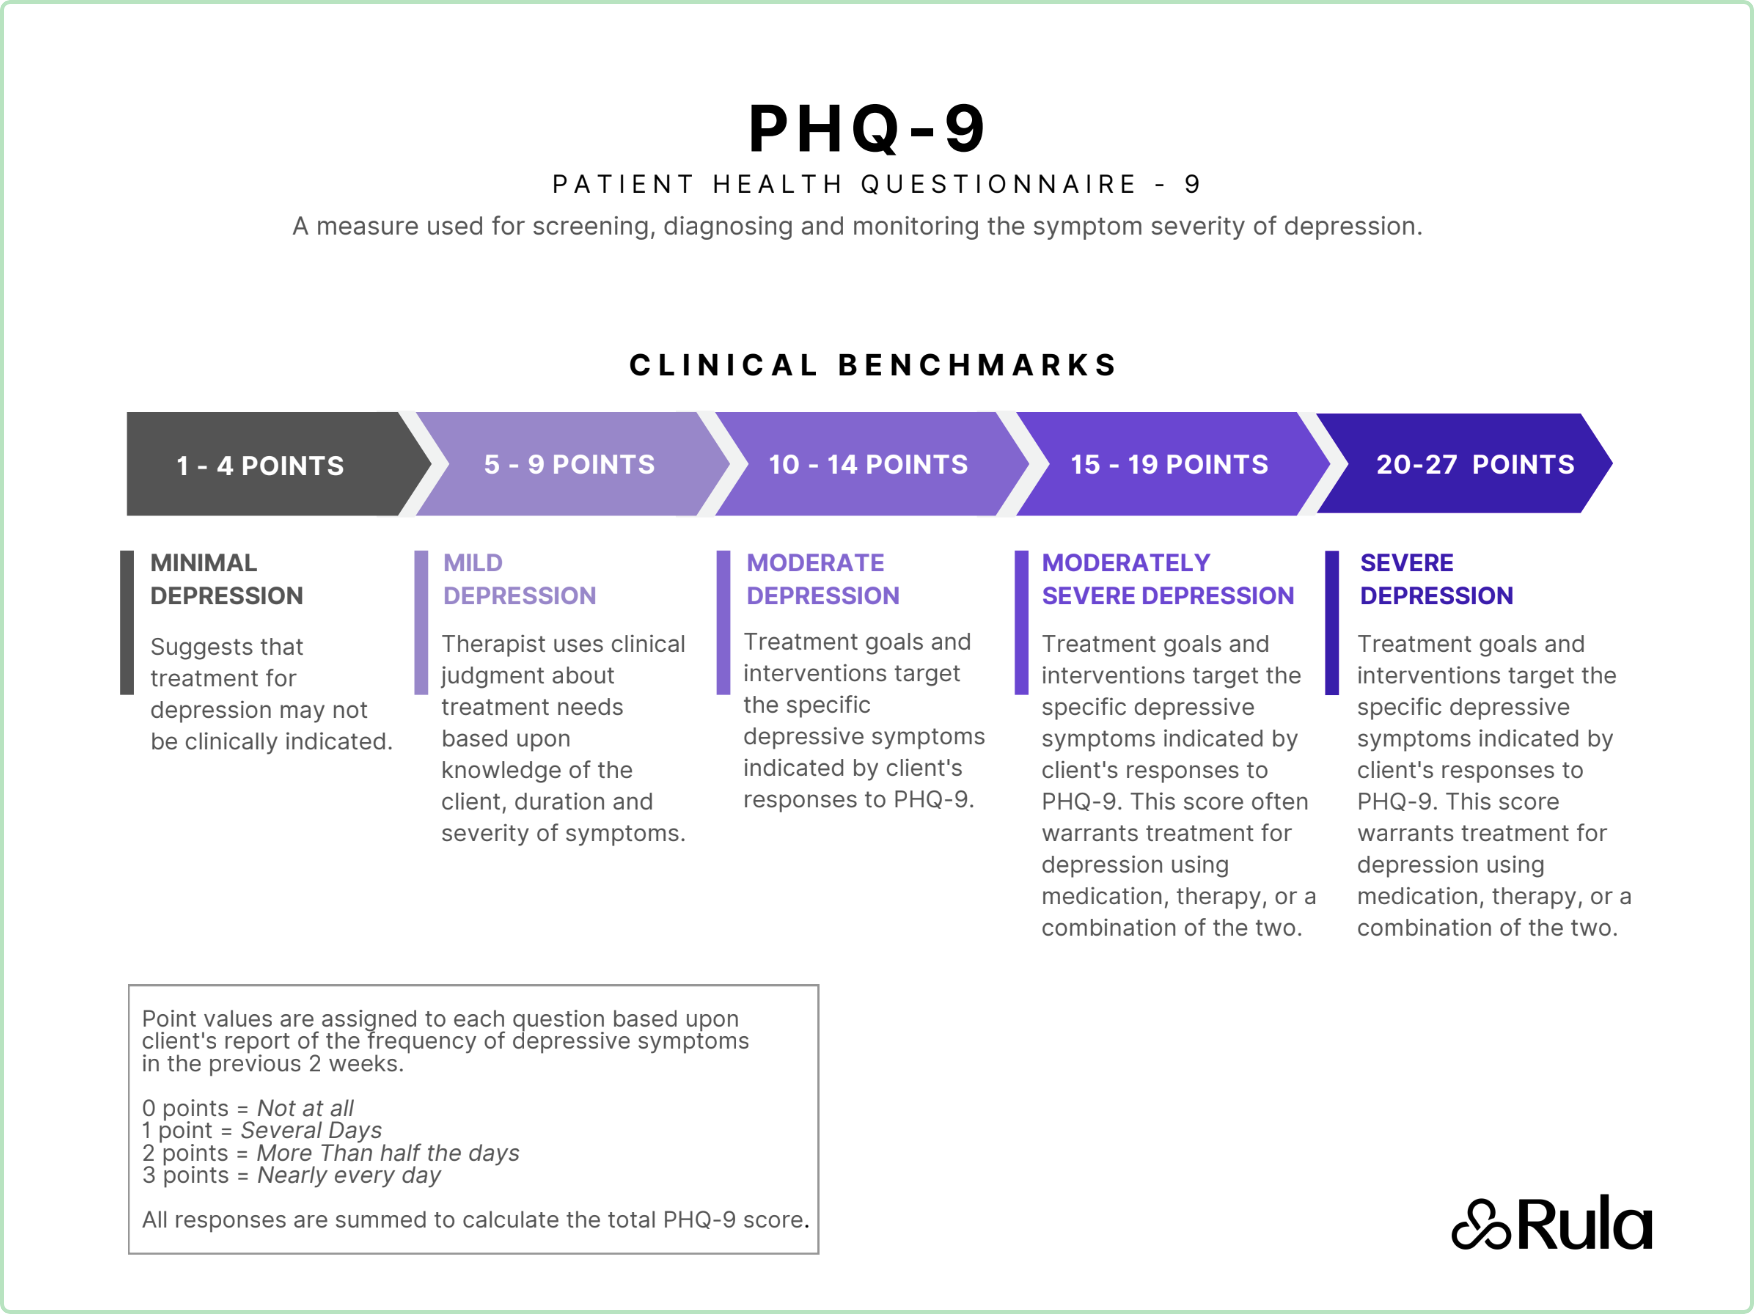 PHQ-9
PATIENT HEALTH QUESTIONNAIRE - 9
A measure used for screening, diagnosing and monitoring the symptom severity of depression.
CLINICAL BENCHMARKS
1 - 4 POINTS
5 - 9 POINTS
10 - 14 POINTS
15 - 19 POINTS
20-27 POINTS
MINIMAL
DEPRESSION
Suggests that
treatment for
depression may not
be clinically indicated.
MILD
DEPRESSION
Therapist uses clinical
judgment about
treatment needs
based upon
knowledge of the
client, duration and
severity of symptoms.
MODERATE
DEPRESSION
Treatment goals and
interventions target
the specific
depressive symptoms
indicated by client's
responses to PHQ-9.
MODERATELY
SEVERE DEPRESSION
Treatment goals and
interventions target the
specific depressive
symptoms indicated by
client's responses to
PHQ-9. This score often
warrants treatment for
depression using
medication, therapy, or a
combination of the two.
SEVERE
DEPRESSION
Treatment goals and
interventions target the
specific depressive
symptoms indicated by
client's responses to
PHQ-9. This score
warrants treatment for
depression using
medication, therapy, or a
combination of the two.
Point values are assigned to each question based upon
client's report of the frequency of depressive symptoms
in the previous 2 weeks.
0 points = Not at all
1 point = Several Days
2 points = More Than half the days
3 points = Nearly every day
All responses are summed to calculate the total PHQ-9 score.
Rula